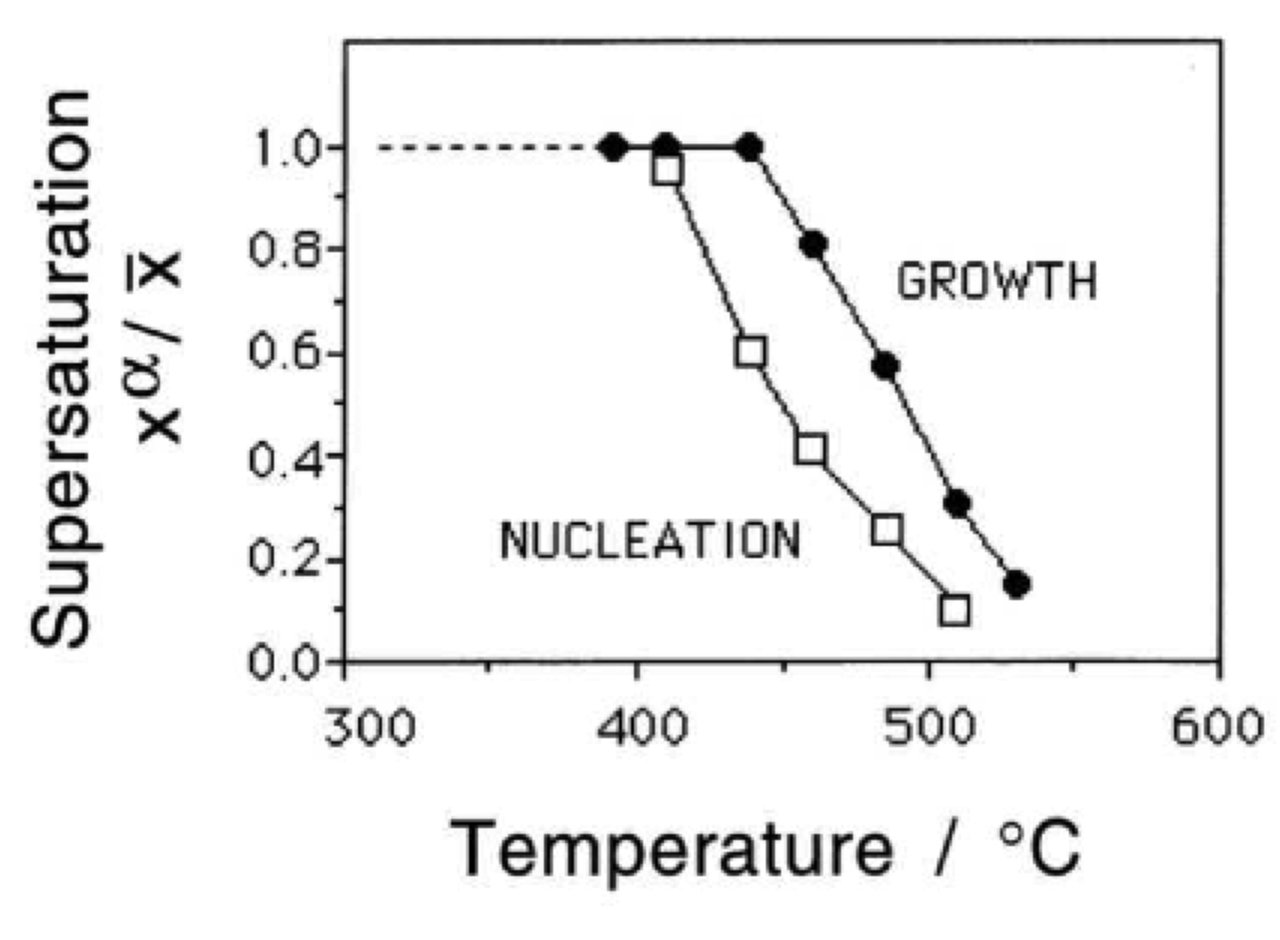 Supersaturation
x^α / x̄
1.0
0.8
0.6
0.4
0.2
0.0
GROWTH
NUCLEATION
300 400 500 600
Temperature / °C